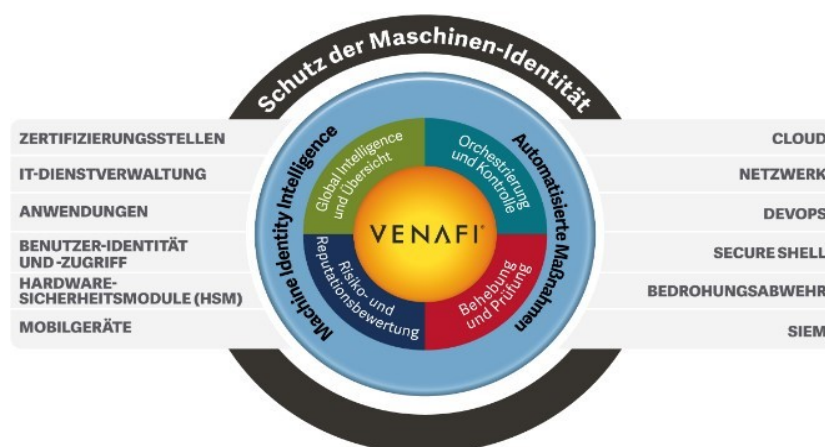 Schutz der Maschinen-Identität
Machine Identity Intelligence
Automatisierte Maßnahmen
Global Intelligence
und Übersicht
Orchestrierung
und Kontrolle
VENAFI®
Risiko- und
Reputationsbewertung
Behebung
und Prüfung
ZERTIFIZIERUNGSSTELLEN
IT-DIENSTVERWALTUNG
ANWENDUNGEN
BENUTZER-IDENTITÄT
UND -ZUGRIFF
HARDWARE-
SICHERHEITSMODULE (HSM)
MOBILGERÄTE
CLOUD
NETZWERK
DEVOPS
SECURE SHELL
BEDROHUNGSABWEHR
SIEM